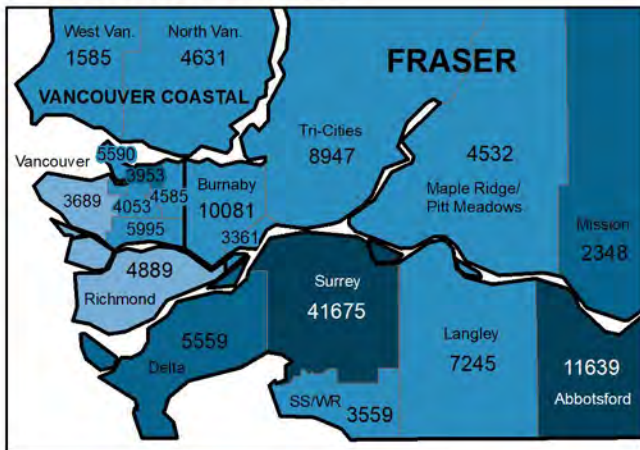 West Van.
1585
North Van.
4631
VANCOUVER COASTAL
FRASER
Vancouver
5590
3953
3689
4053
4585
5995
Burnaby
10081
3361
Tri-Cities
8947
4532
Maple Ridge/
Pitt Meadows
Mission
2348
4889
Richmond
5559
Delta
Surrey
41675
SS/WR
3559
Langley
7245
11639
Abbotsford